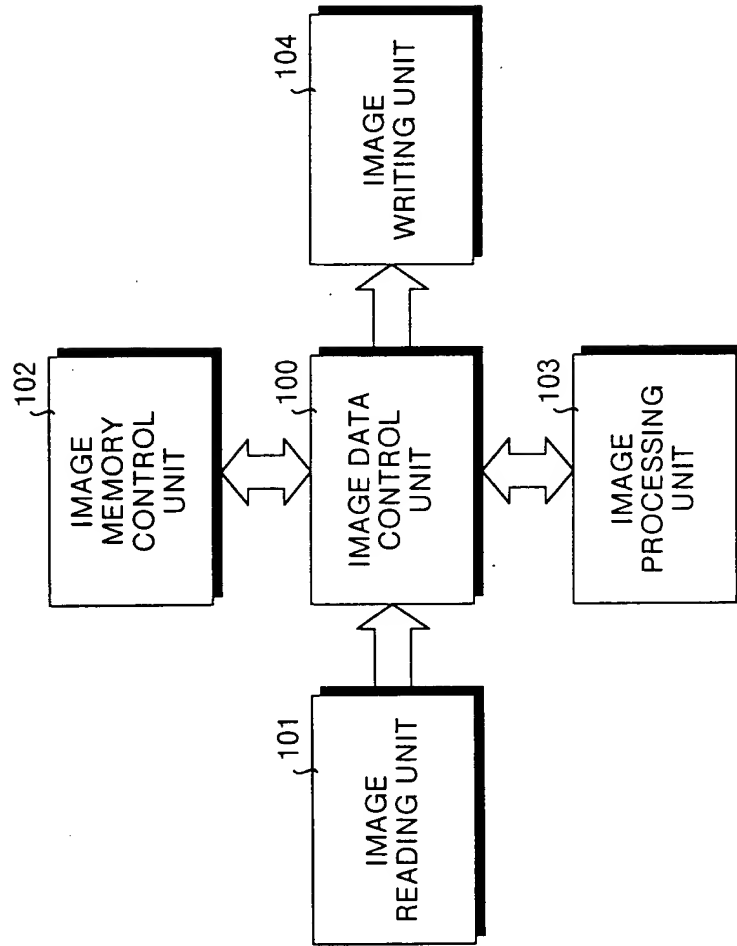 102
IMAGE
MEMORY
CONTROL
UNIT
101
IMAGE
READING UNIT
100
IMAGE DATA
CONTROL
UNIT
104
IMAGE
WRITING UNIT
103
IMAGE
PROCESSING
UNIT